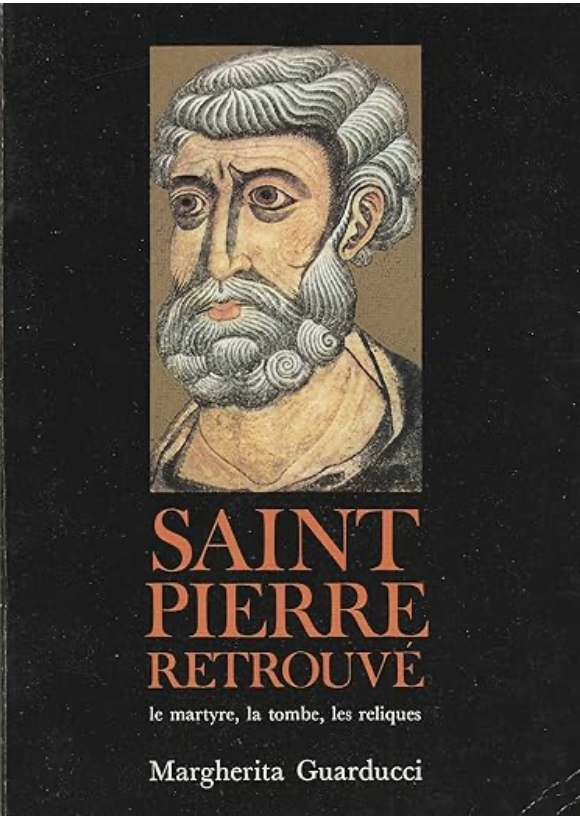 SAINT
PIERRE
RETROUVÉ
le martyre, la tombe, les reliques
Margherita Guarducci